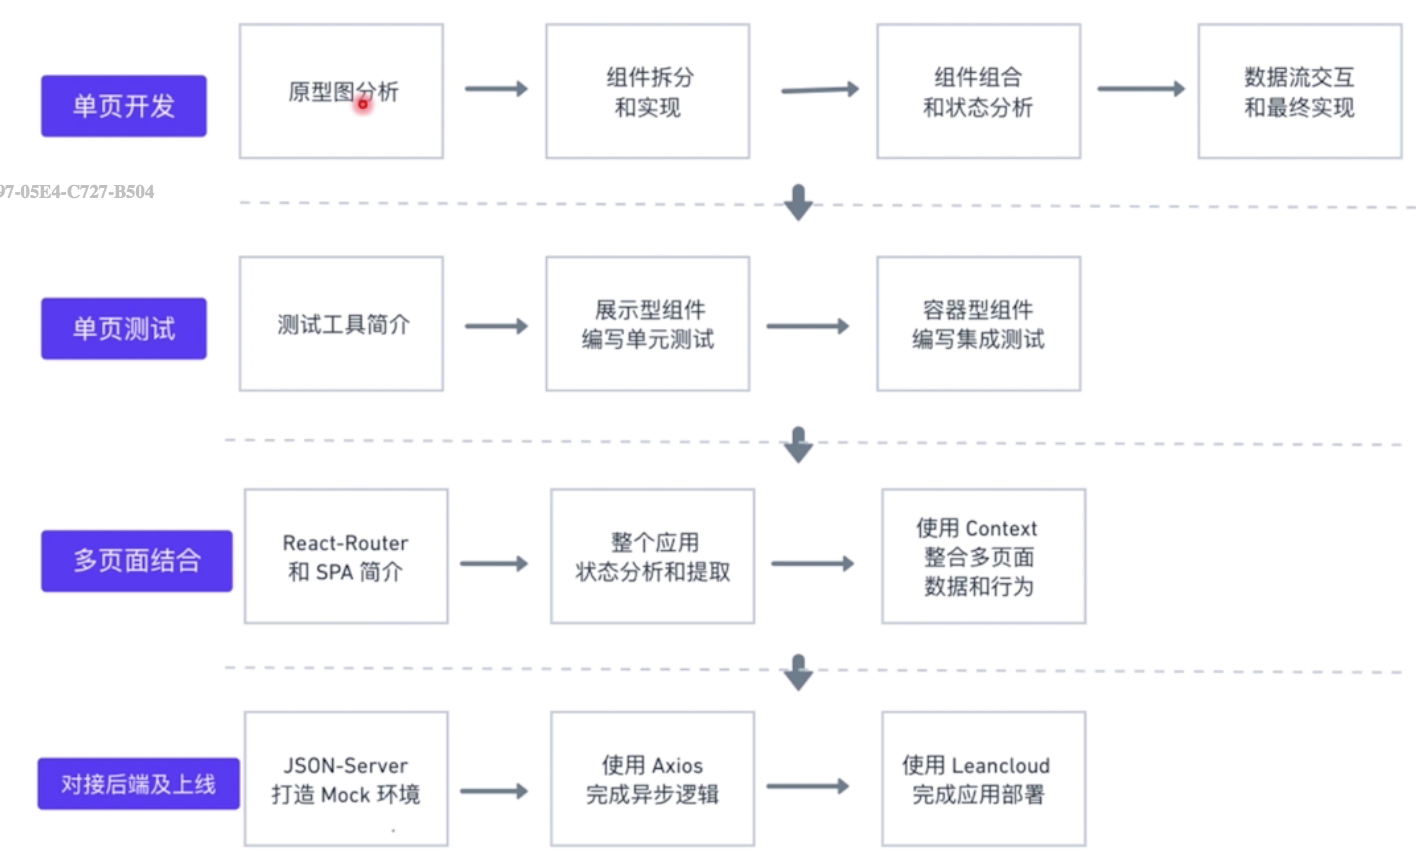 单页开发
原型图分析
组件拆分
和实现
组件组合
和状态分析
数据流交互
和最终实现
97-05E4-C727-B504
单页测试
测试工具简介
展示型组件
编写单元测试
容器型组件
编写集成测试
多页面结合
React-Router
和 SPA 简介
整个应用
状态分析和提取
使用 Context
整合多页面
数据和行为
对接后端及上线
JSON-Server
打造 Mock 环境
使用 Axios
完成异步逻辑
使用 Leancloud
完成应用部署